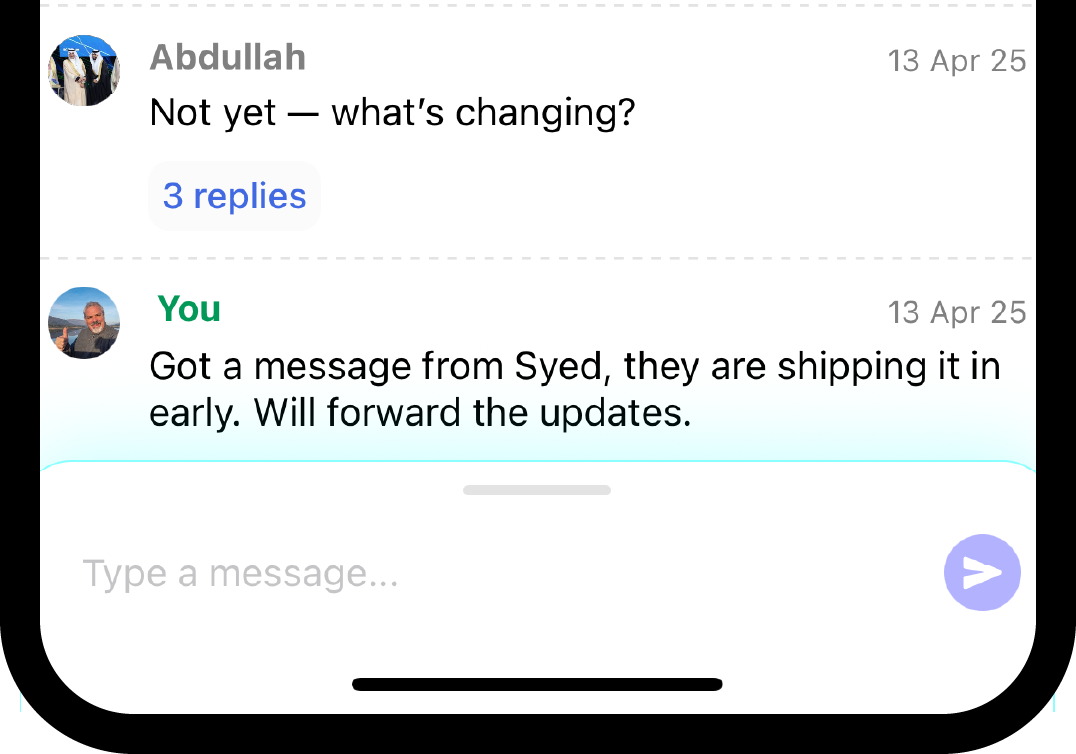 Abdullah
13 Apr 25
Not yet — what’s changing?
3 replies
You
13 Apr 25
Got a message from Syed, they are shipping it in
early. Will forward the updates.
Type a message...